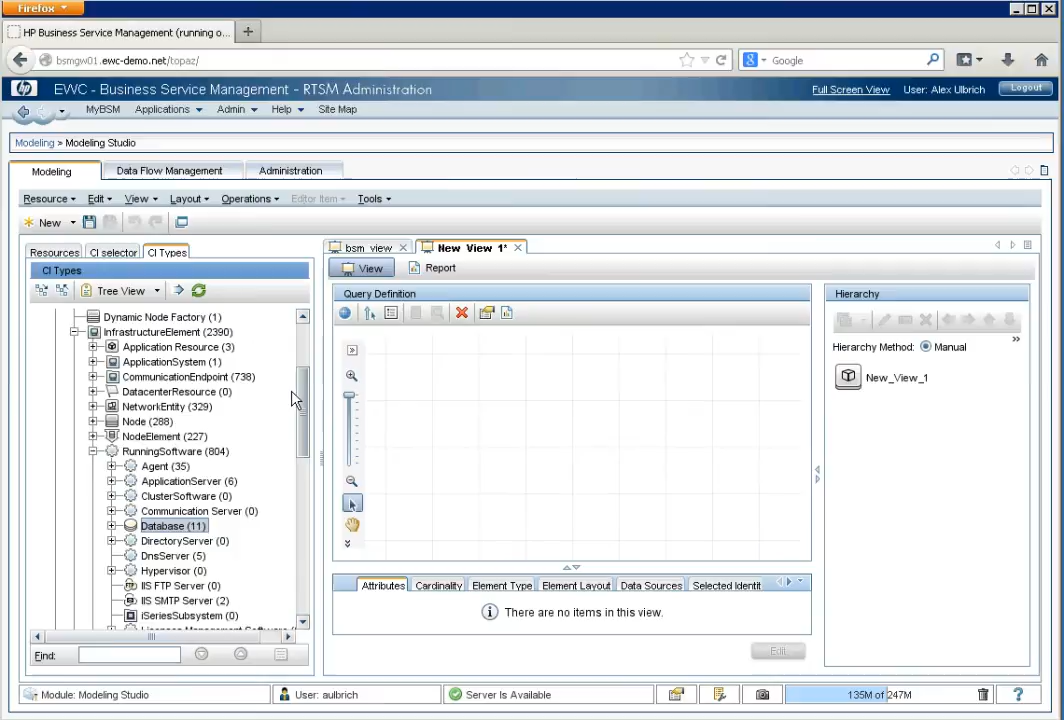 Firefox
HP Business Service Management (running o...
bsmgw01.ewc-demo.net/topaz/
Google
hp
EWC - Business Service Management - RTSM Administration
Full Screen View
User: Alex Ulbrich
Logout
MyBSM Applications Admin Help Site Map
Modeling > Modeling Studio
Modeling Data Flow Management Administration
Resource Edit View Layout Operations Editor Item Tools
New
Resources CI selector CI Types
bsm_view New_View_1*
CI Types
View Report
Tree View
Query Definition
Hierarchy
Dynamic Node Factory (1)
InfrastructureElement (2390)
Application Resource (3)
Hierarchy Method: Manual
ApplicationSystem (1)
CommunicationEndpoint (738)
New_View_1
DatacenterResource (0)
NetworkEntity (329)
Node (288)
NodeElement (227)
RunningSoftware (804)
Agent (35)
ApplicationServer (6)
ClusterSoftware (0)
Communication Server (0)
Database (11)
DirectoryServer (0)
DnsServer (5)
Hypervisor (0)
IIS FTP Server (0)
IIS SMTP Server (2)
iSeriesSubsystem (0)
Attributes Cardinality Element Type Element Layout Data Sources Selected Identit
There are no items in this view.
Find:
Edit
Module: Modeling Studio
User: aulbrich
Server Is Available
135M of 247M